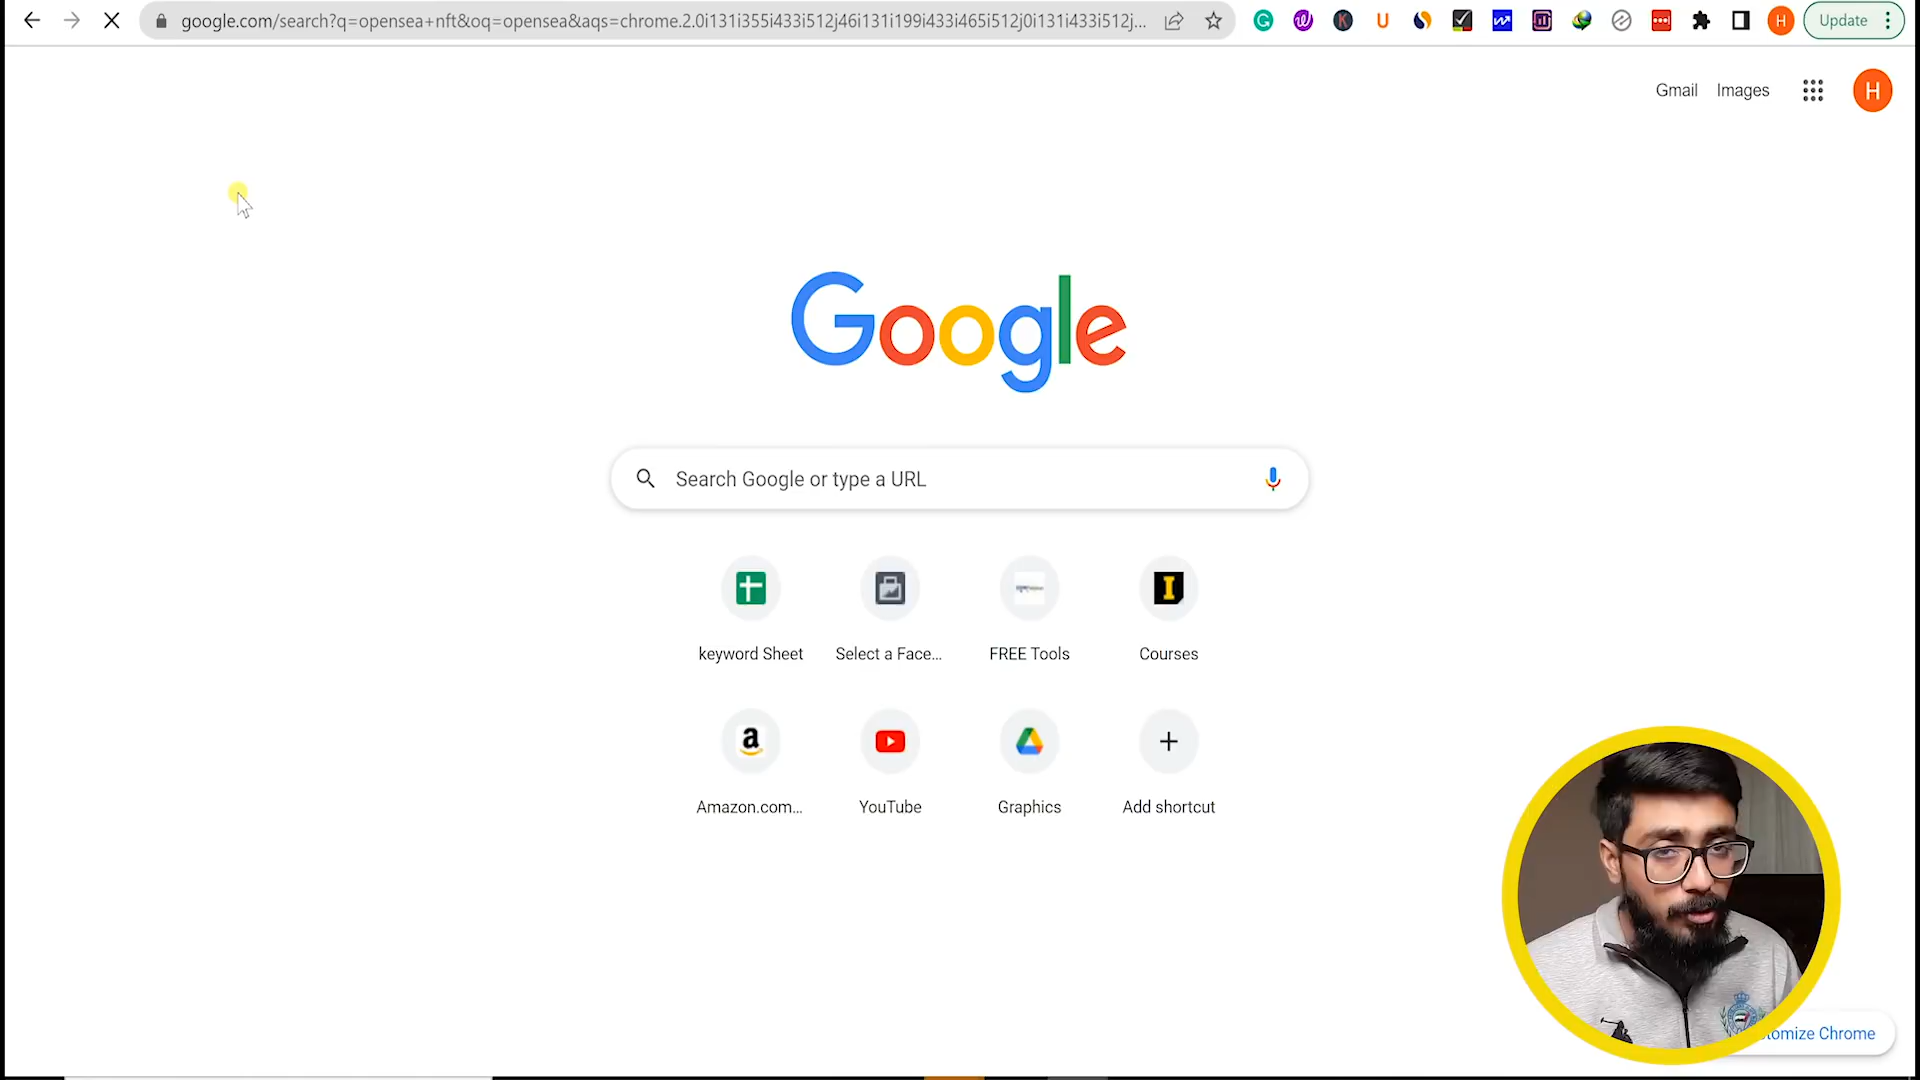 google.com/search?q=opensea+nft&oq=opensea&aqs=chrome.2.0i131i355i433i512j46i131i199i433i465i512j0i131i433i512j...
Update
H
Gmail
Images
H
Google
Search Google or type a URL
keyword Sheet
Select a Face...
FREE Tools
Courses
Amazon.com...
YouTube
Graphics
Add shortcut
tomize Chrome